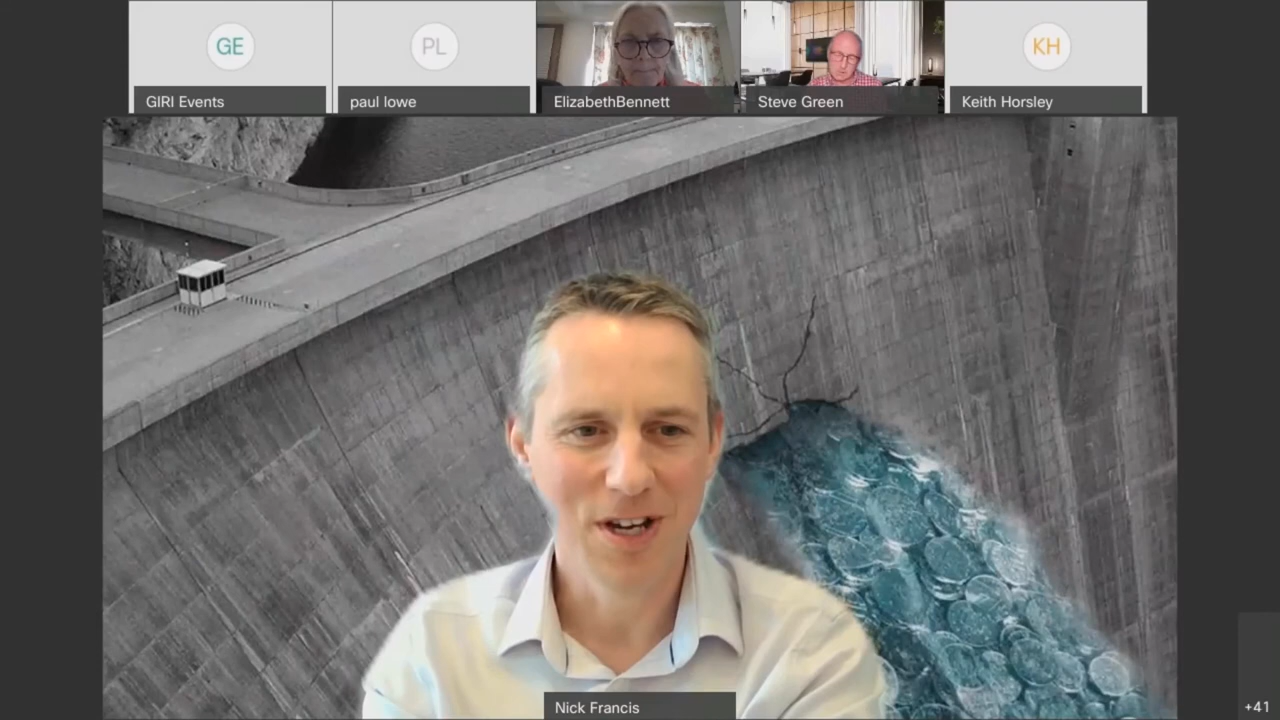 GE
PL
KH
GIRI Events
paul lowe
ElizabethBennett
Steve Green
Keith Horsley
Nick Francis
+41